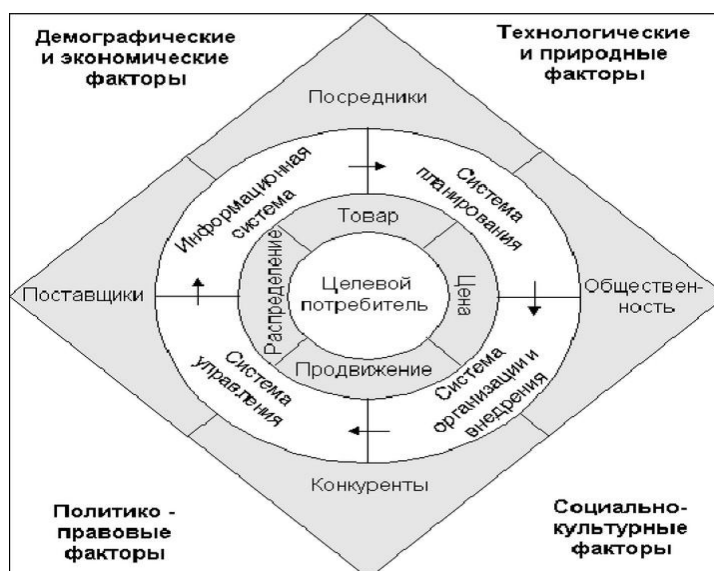 Демографические
и экономические
факторы
Технологические
и природные
факторы
Посредники
Информационная
система
Система
планирования
Товар
Распределение
Целевой
потребитель
Цена
Поставщики
Общественность
Продвижение
Система
управления
Система
организации и
внедрения
Конкуренты
Политико -
правовые
факторы
Социально-
культурные
факторы